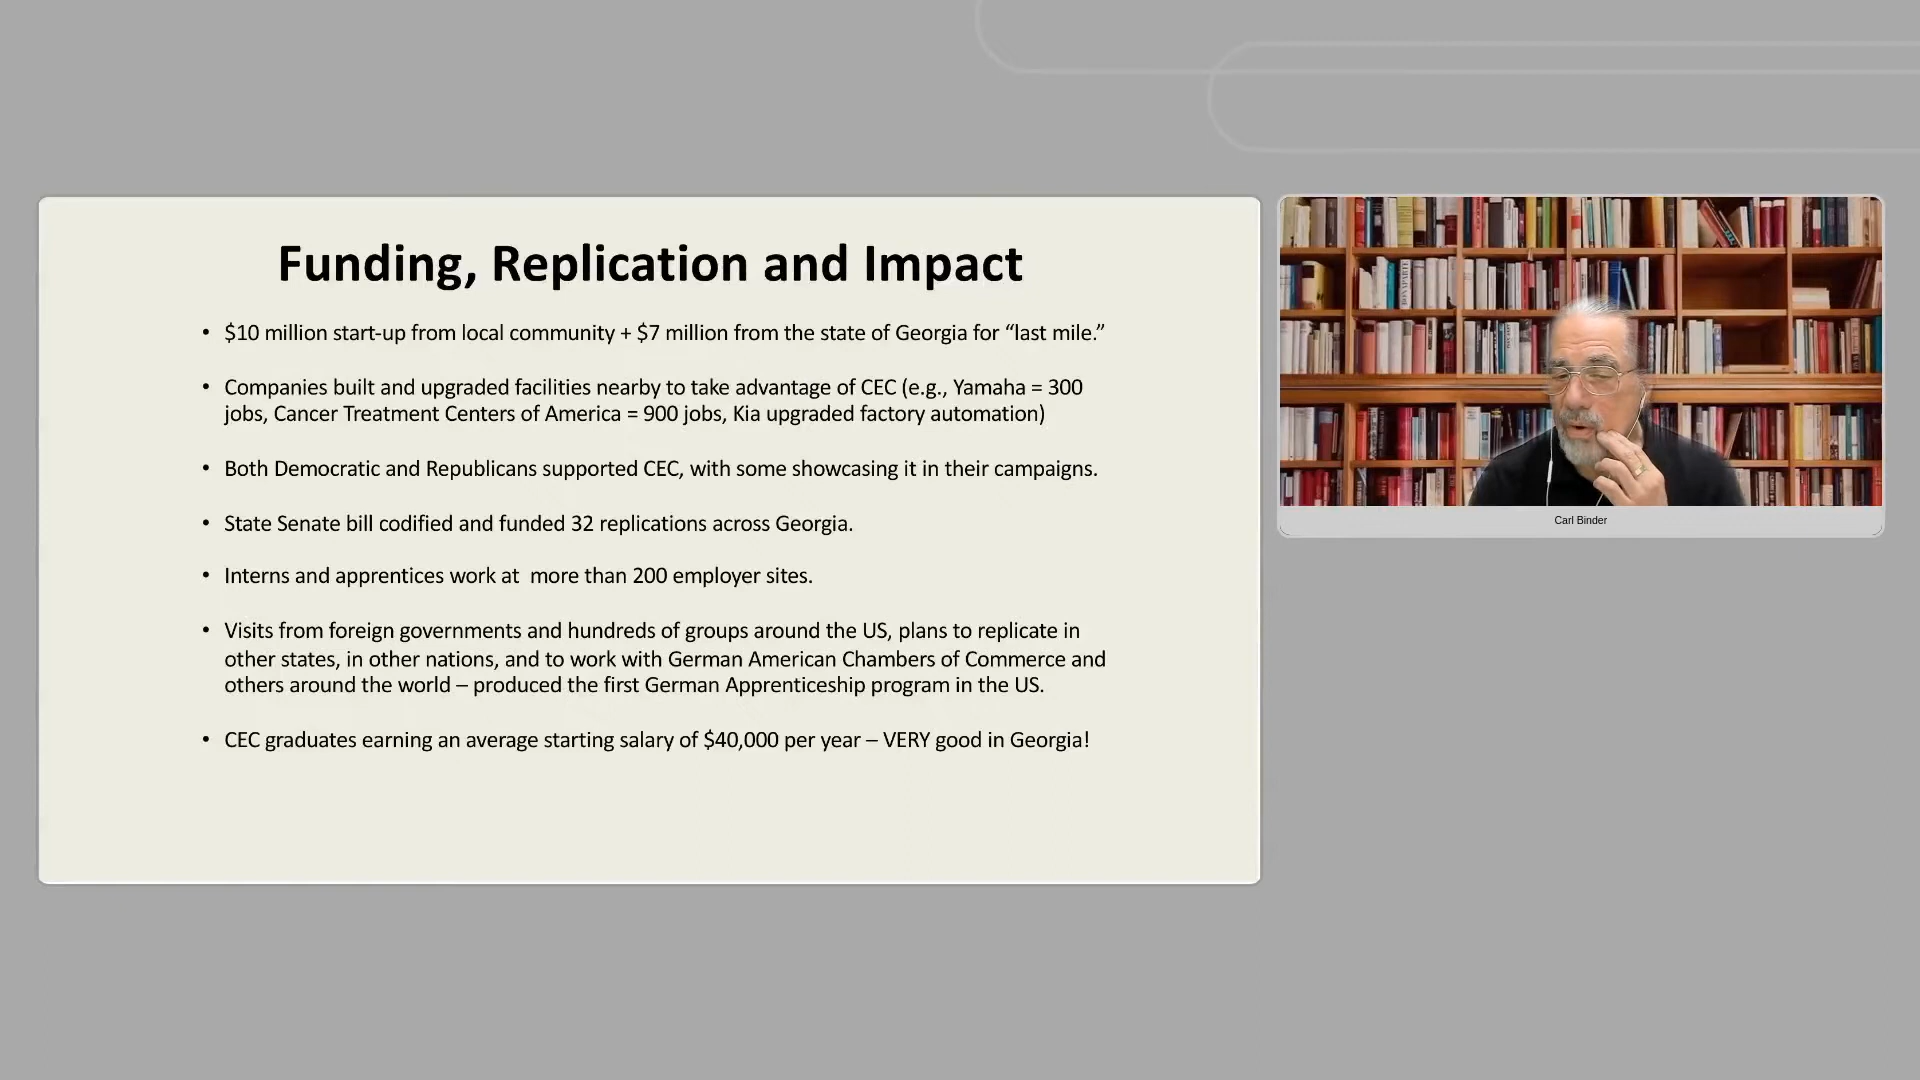 Funding, Replication and Impact
• $10 million start-up from local community + $7 million from the state of Georgia for “last mile.”
• Companies built and upgraded facilities nearby to take advantage of CEC (e.g., Yamaha = 300
jobs, Cancer Treatment Centers of America = 900 jobs, Kia upgraded factory automation)
• Both Democratic and Republicans supported CEC, with some showcasing it in their campaigns.
• State Senate bill codified and funded 32 replications across Georgia.
• Interns and apprentices work at  more than 200 employer sites.
• Visits from foreign governments and hundreds of groups around the US, plans to replicate in
other states, in other nations, and to work with German American Chambers of Commerce and
others around the world – produced the first German Apprenticeship program in the US.
• CEC graduates earning an average starting salary of $40,000 per year – VERY good in Georgia!
Carl Binder